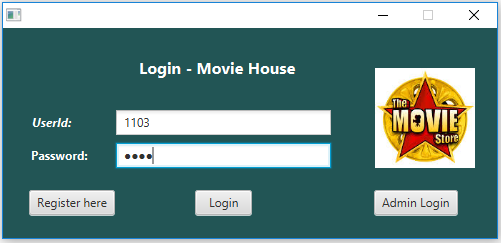 Login - Movie House
The
MOVIE
Store
UserId: 1103
Password: ●●●●
Register here
Login
Admin Login